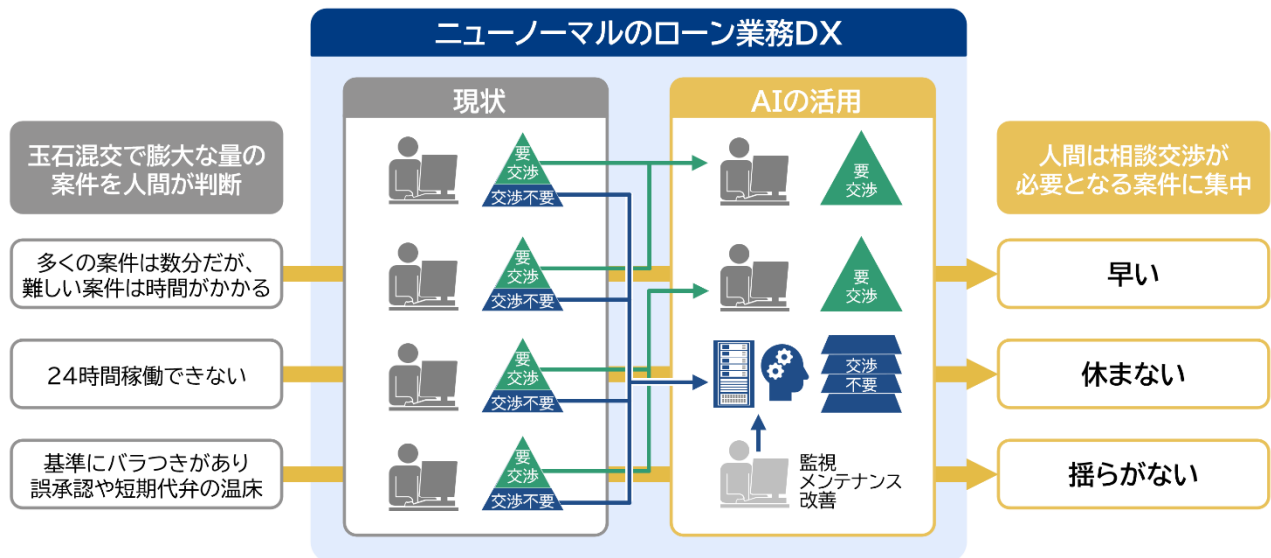 ニューノーマルのローン業務DX
玉石混交で膨大な量の
案件を人間が判断
多くの案件は数分だが、
難しい案件は時間がかかる
24時間稼働できない
基準にバラつきがあり
誤承認や短期代弁の温床
現状
要
交渉
交渉不要
要
交渉
交渉不要
要
交渉
交渉不要
要
交渉
交渉不要
AIの活用
要
交渉
要
交渉
交渉
不要
監視
メンテナンス
改善
人間は相談交渉が
必要となる案件に集中
早い
休まない
揺らがない